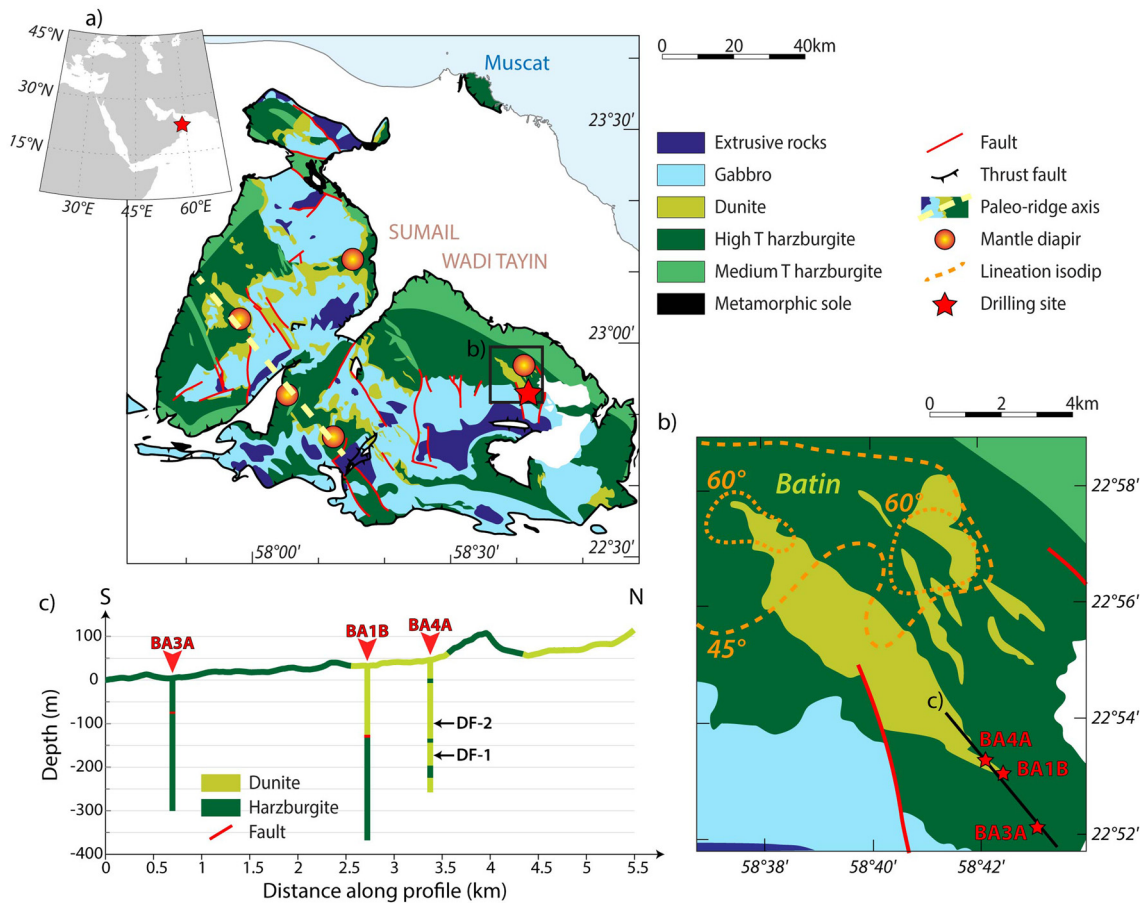 a)
45°N
30°N
15°N
30°E
45°E
60°E
Muscat
SUMAIL
WADI TAYIN
b)
23°30'
23°00'
22°30'
58°00'
58°30'
0 20 40km
Extrusive rocks
Gabbro
Dunite
High T harzburgite
Medium T harzburgite
Metamorphic sole
Fault
Thrust fault
Paleo-ridge axis
Mantle diapir
Lineation isodip
Drilling site
0 2 4km
b)
60°
Batin
60°
45°
c)
BA4A
BA1B
BA3A
22°58'
22°56'
22°54'
22°52'
58°38'
58°40'
58°42'
c)
S
N
BA3A
BA1B
BA4A
DF-2
DF-1
Depth (m)
100
0
-100
-200
-300
-400
Dunite
Harzburgite
Fault
0 0.5 1 1.5 2.0 2.5 3.0 3.5 4.0 4.5 5.0 5.5
Distance along profile (km)